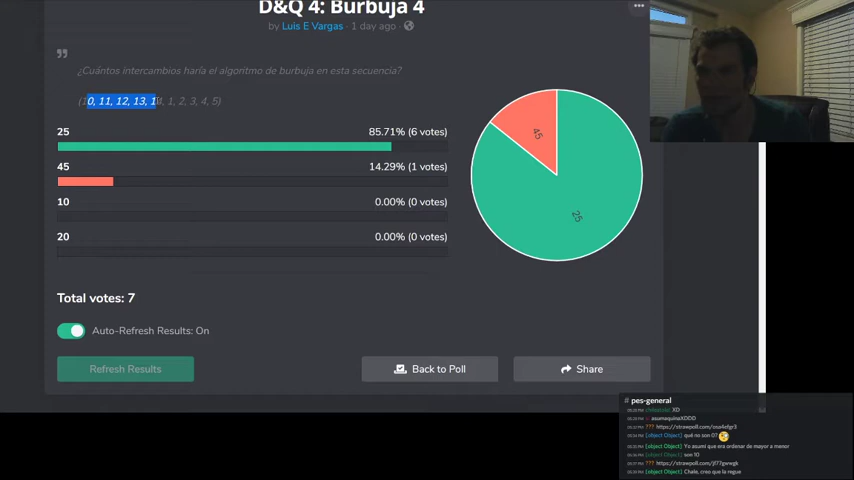 D&Q 4: Burbuja 4
by Luis E Vargas · 1 day ago ·
¿Cuántos intercambios haría el algoritmo de burbuja en esta secuencia?
(10, 11, 12, 13, 14, 1, 2, 3, 4, 5)
25 85.71% (6 votes)
45 14.29% (1 votes)
10 0.00% (0 votes)
20 0.00% (0 votes)
45
25
Total votes: 7
Auto-Refresh Results: On
Refresh Results
Back to Poll
Share
# pes-general
XD
asumaquinaXDDD
??? https://strawpoll.com/
[object Object] qué no son 0?
[object Object] Yo asumí que era ordenar de mayor a menor
son 10
??? https://strawpoll.com/
[object Object] Chale, creo que la regue